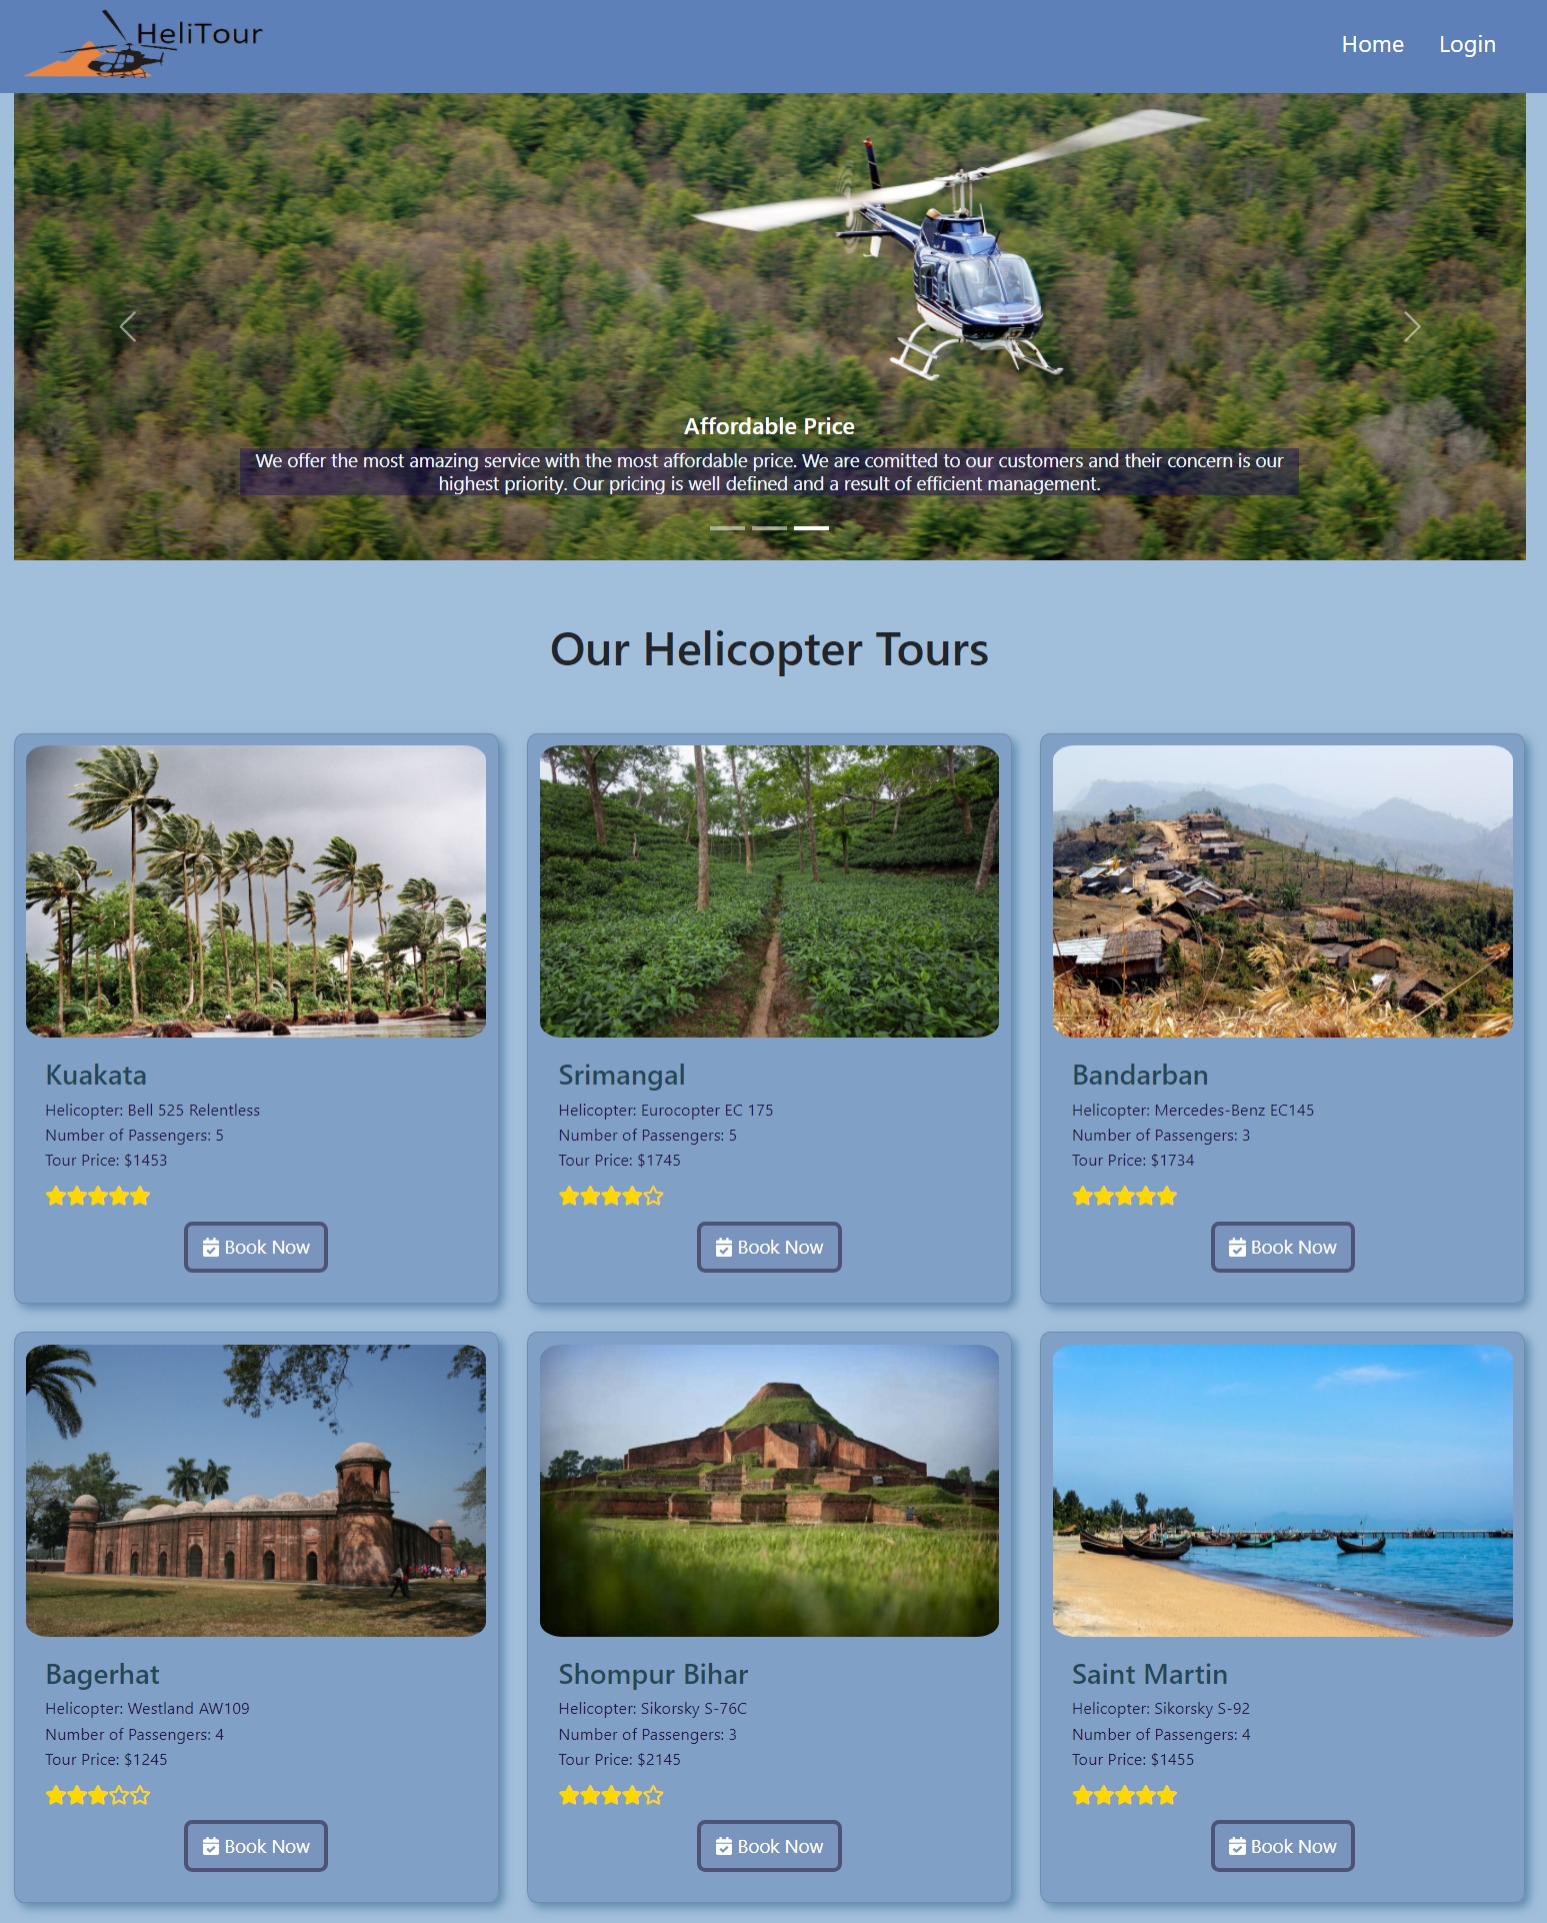 HeliTour
Home Login
Affordable Price
We offer the most amazing service with the most affordable price. We are comitted to our customers and their concern is our
highest priority. Our pricing is well defined and a result of efficient management.
Our Helicopter Tours
Kuakata
Helicopter: Bell 525 Relentless
Number of Passengers: 5
Tour Price: $1453
Book Now
Srimangal
Helicopter: Eurocopter EC 175
Number of Passengers: 5
Tour Price: $1745
Book Now
Bandarban
Helicopter: Mercedes-Benz EC145
Number of Passengers: 3
Tour Price: $1734
Book Now
Bagerhat
Helicopter: Westland AW109
Number of Passengers: 4
Tour Price: $1245
Book Now
Shompur Bihar
Helicopter: Sikorsky S-76C
Number of Passengers: 3
Tour Price: $2145
Book Now
Saint Martin
Helicopter: Sikorsky S-92
Number of Passengers: 4
Tour Price: $1455
Book Now